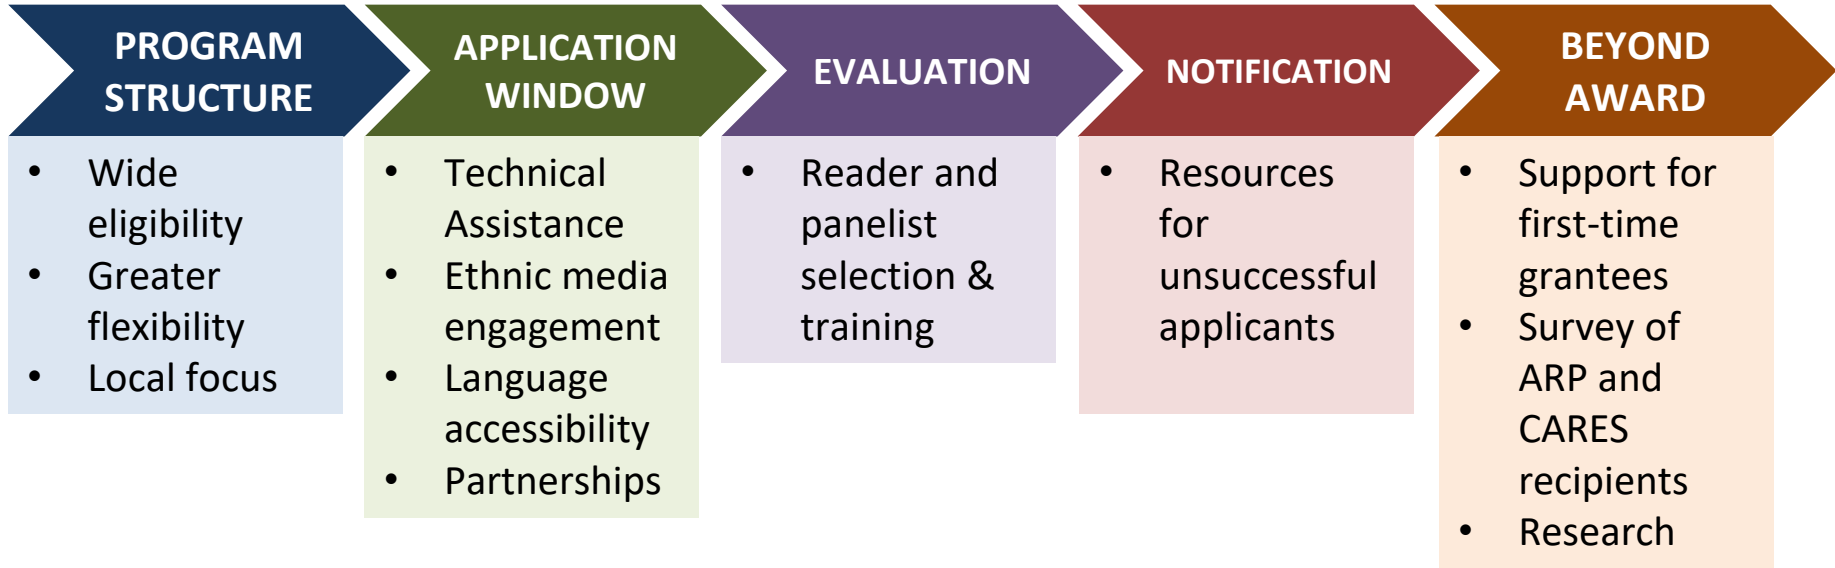 PROGRAM
STRUCTURE
• Wide
eligibility
• Greater
flexibility
• Local focus
APPLICATION
WINDOW
• Technical
Assistance
• Ethnic media
engagement
• Language
accessibility
• Partnerships
EVALUATION
• Reader and
panelist
selection &
training
NOTIFICATION
• Resources
for
unsuccessful
applicants
BEYOND
AWARD
• Support for
first-time
grantees
• Survey of
ARP and
CARES
recipients
• Research